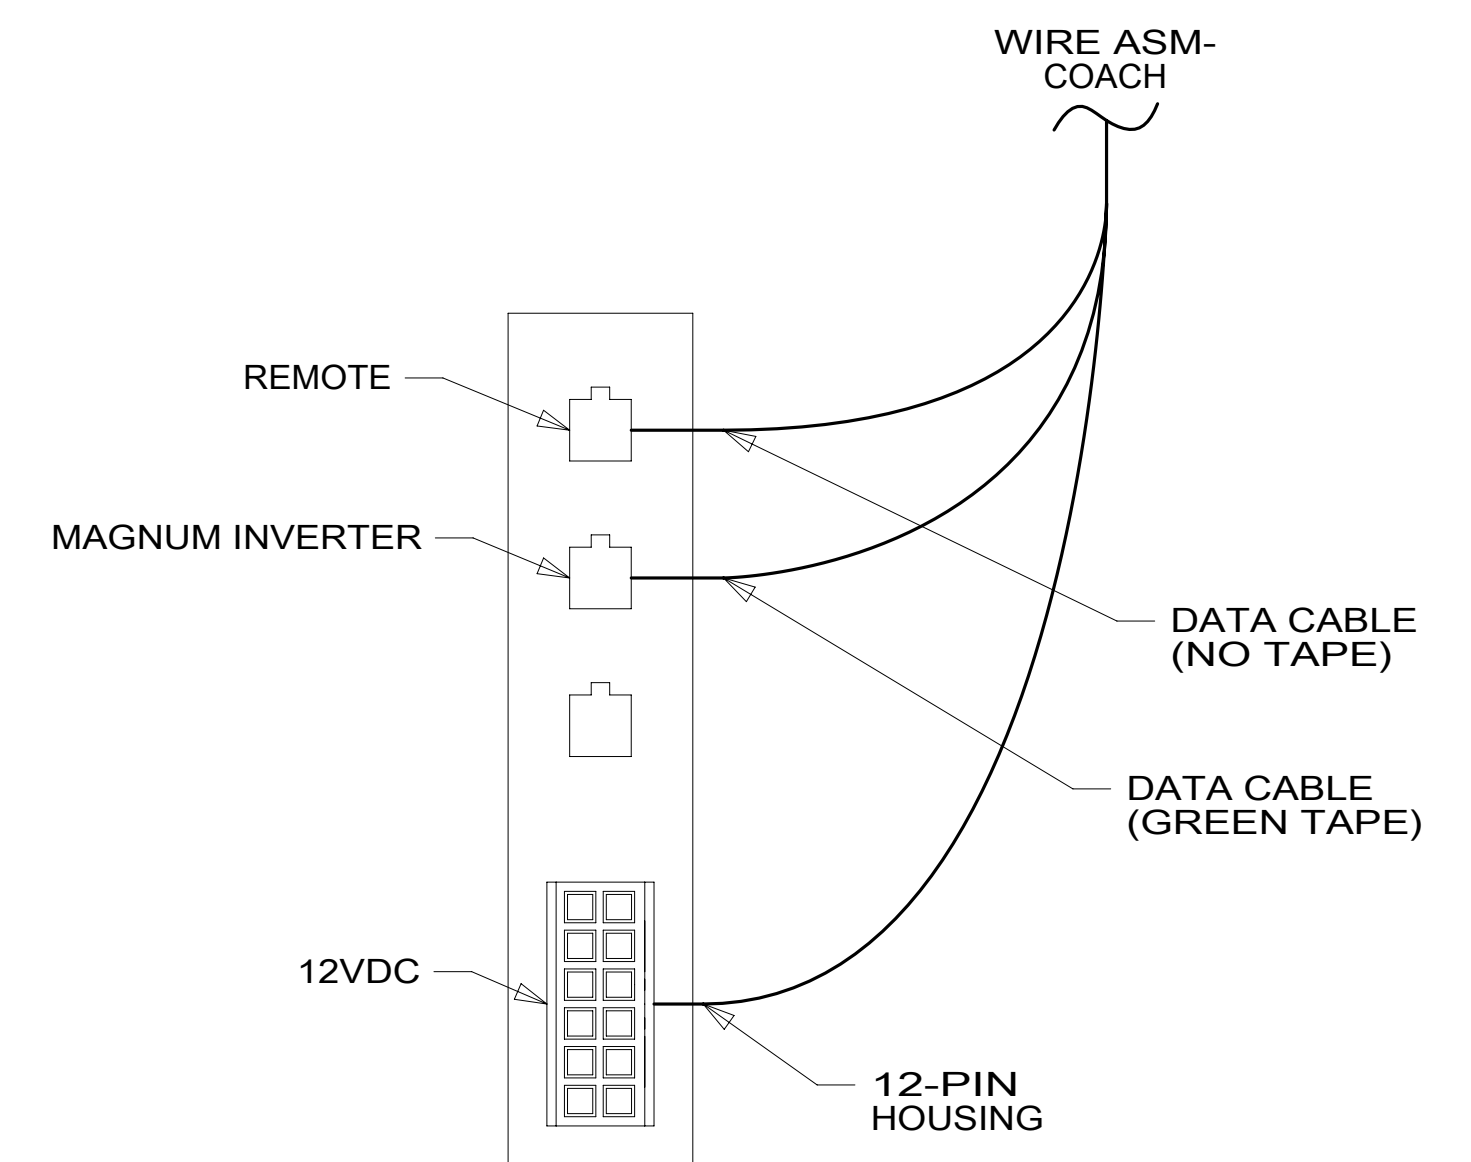 WIRE ASM-
COACH
REMOTE
MAGNUM INVERTER
DATA CABLE
(NO TAPE)
DATA CABLE
(GREEN TAPE)
12VDC
12-PIN
HOUSING